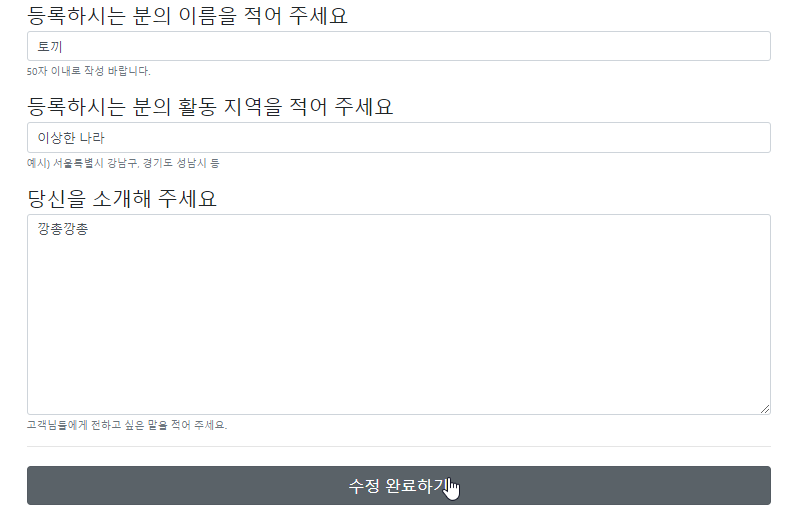 등록하시는 분의 이름을 적어 주세요
토끼
50자 이내로 작성 바랍니다.
등록하시는 분의 활동 지역을 적어 주세요
이상한 나라
예시) 서울특별시 강남구, 경기도 성남시 등
당신을 소개해 주세요
깡총깡총
고객님들에게 전하고 싶은 말을 적어 주세요.
수정 완료하기